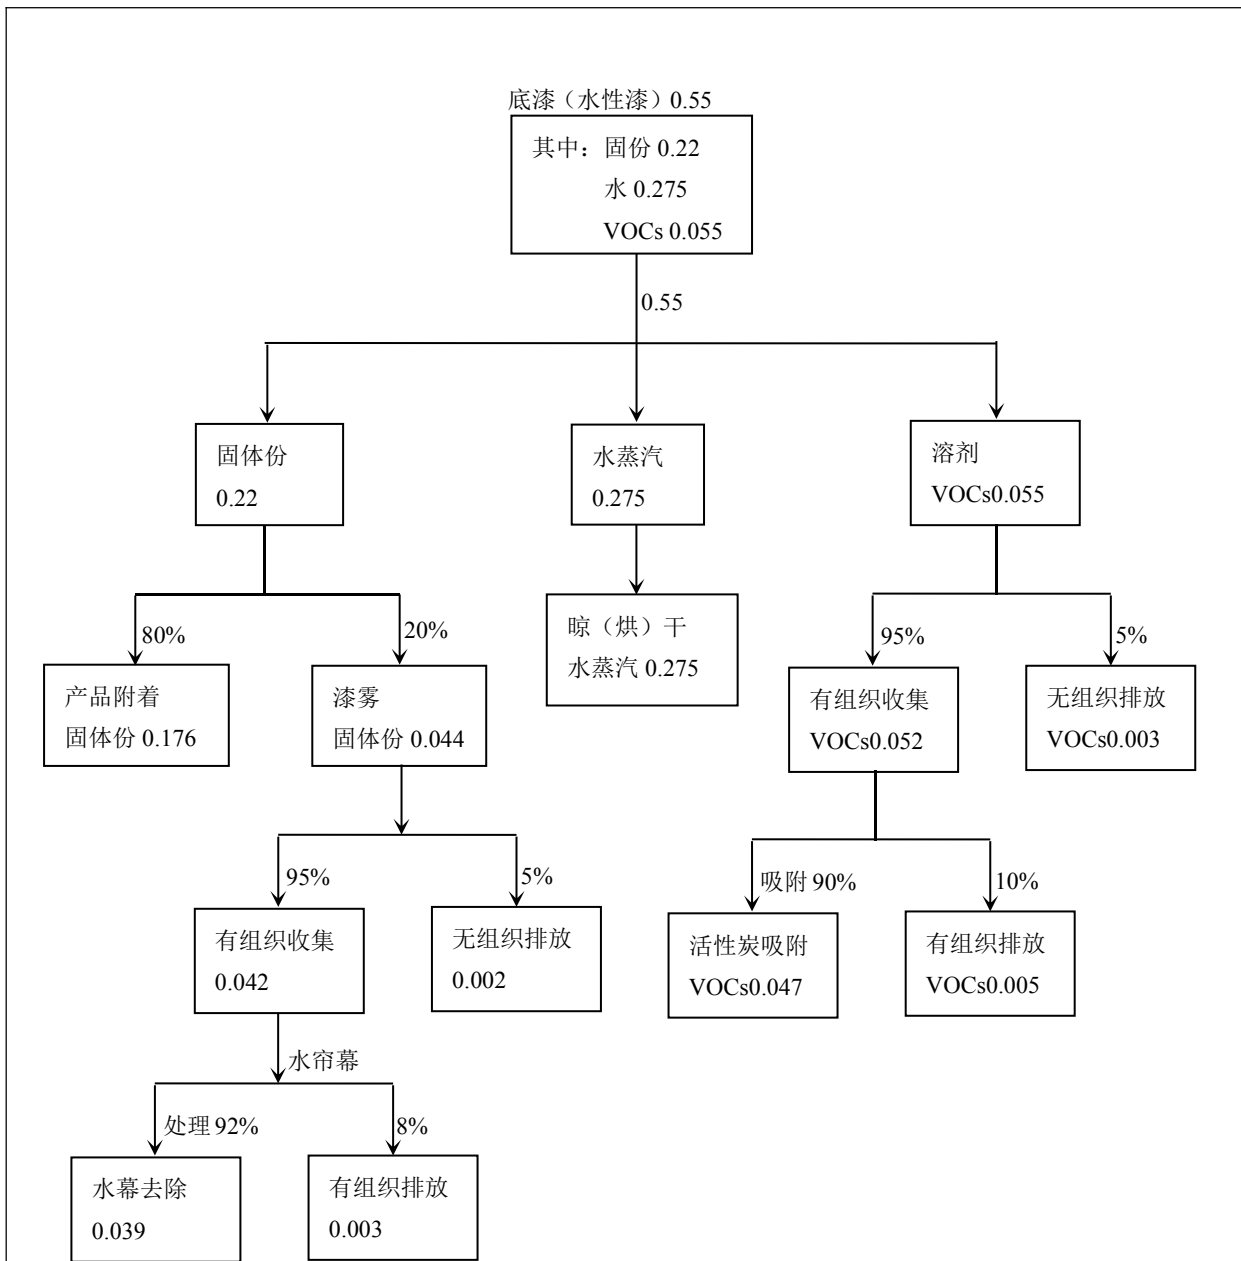 底漆（水性漆）0.55
其中：固份 0.22
水 0.275
VOCs 0.055
0.55
固体份
0.22
水蒸汽
0.275
溶剂
VOCs0.055
80%
20%
95%
5%
产品附着
固体份 0.176
漆雾
固体份 0.044
晾（烘）干
水蒸汽 0.275
有组织收集
VOCs0.052
无组织排放
VOCs0.003
95%
5%
吸附 90%
10%
有组织收集
0.042
无组织排放
0.002
活性炭吸附
VOCs0.047
有组织排放
VOCs0.005
水帘幕
处理 92%
8%
水幕去除
0.039
有组织排放
0.003